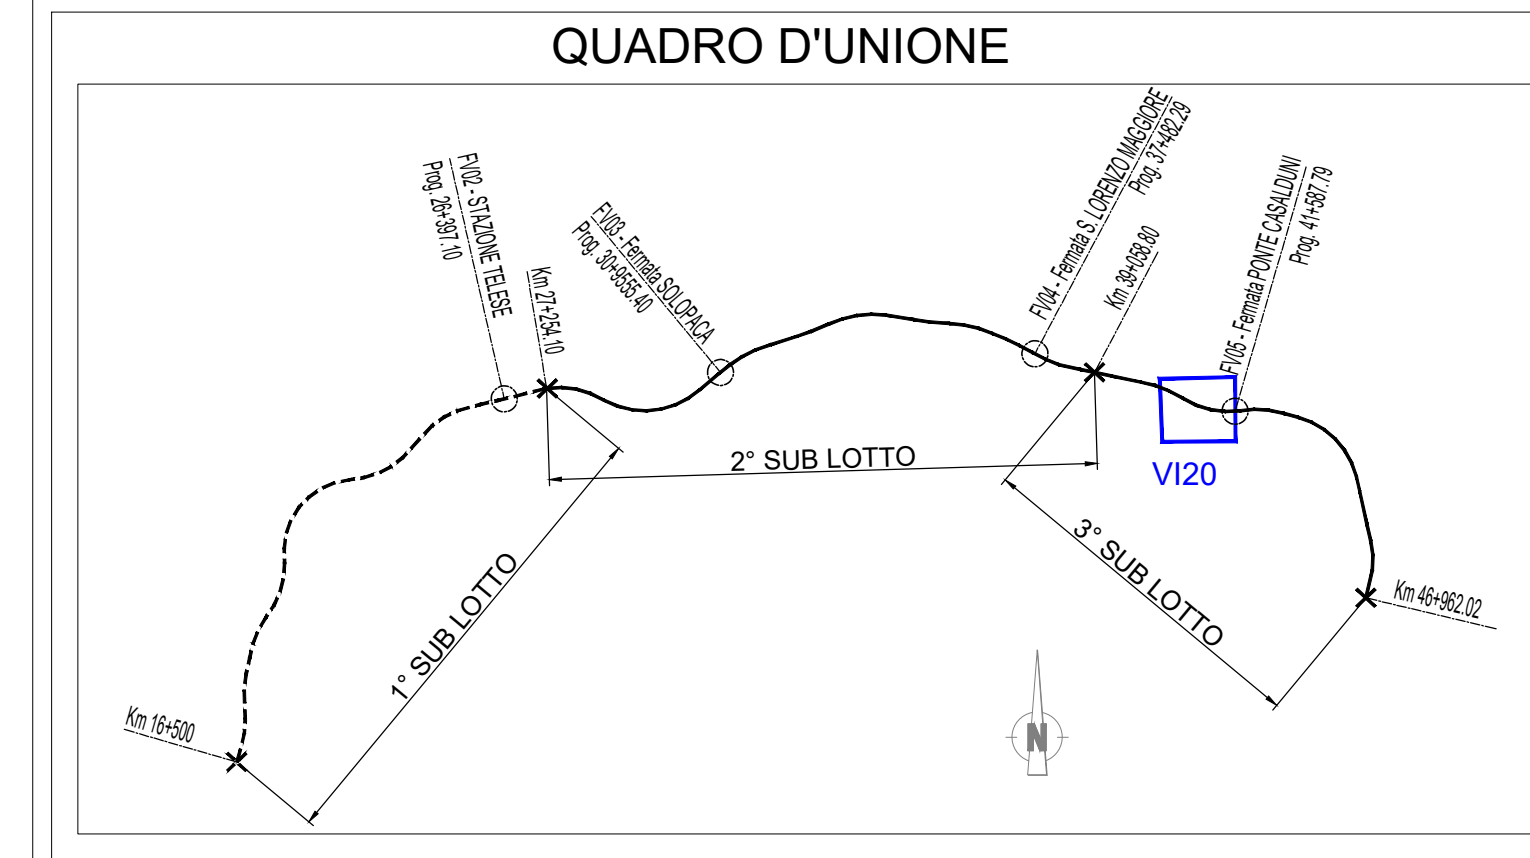 QUADRO D'UNIONE
FV02 - STAZIONE TELESE
Prog. 26+397.10
Km 27+254.10
FV03 - Fermata SOLOPACA
Prog. 30+9555.40
FV04 - Fermata S. LORENZO MAGGIORE
Prog. 37+482.29
Km 39+058.80
FV05 - Fermata PONTE CASALDUNI
Prog. 41+587.79
2° SUB LOTTO
VI20
1° SUB LOTTO
3° SUB LOTTO
Km 46+962.02
Km 16+500
N